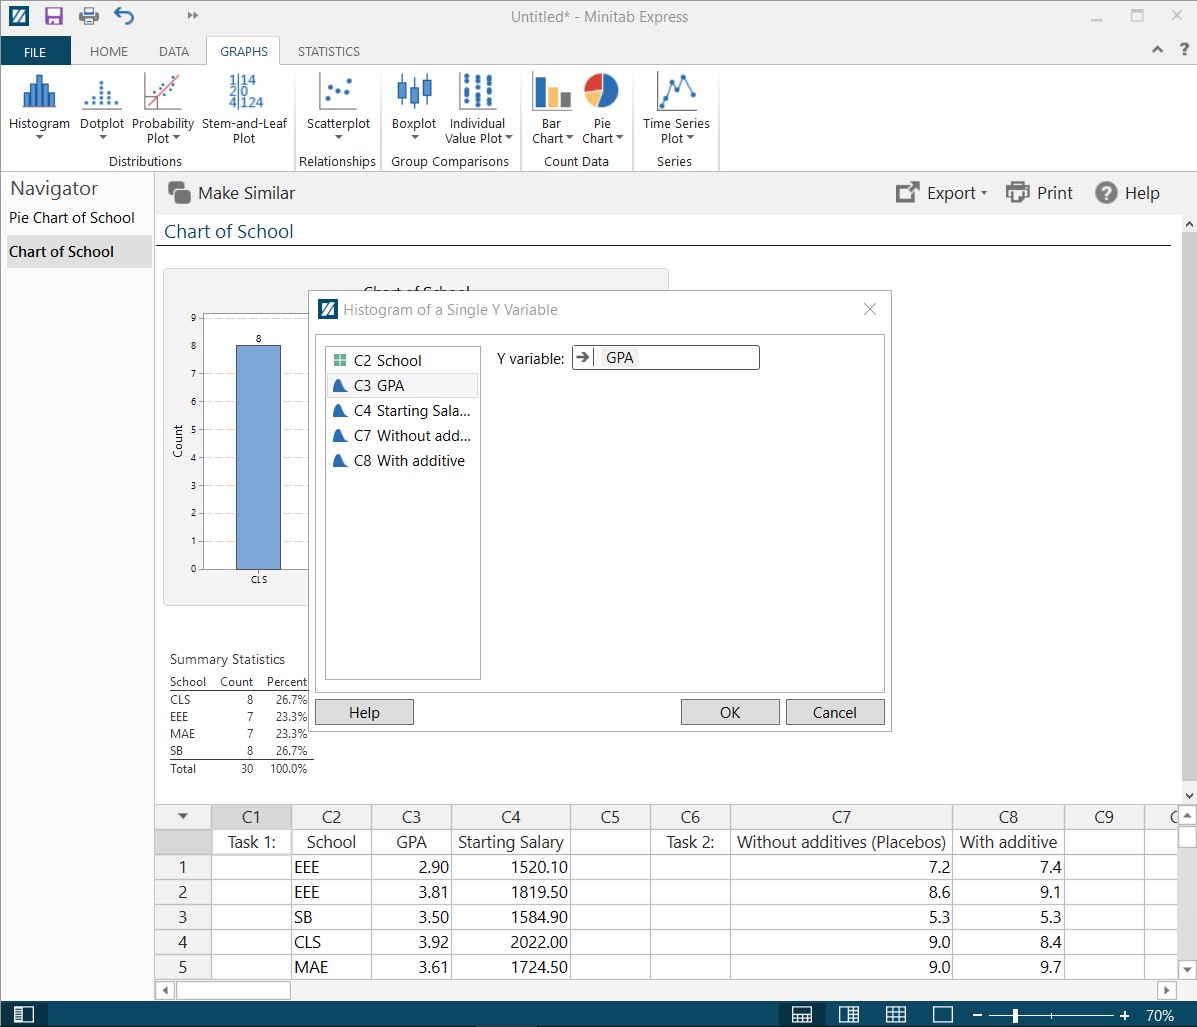 Untitled* - Minitab Express
FILE HOME DATA GRAPHS STATISTICS
Histogram Dotplot Probability Plot Stem-and-Leaf Plot Scatterplot Boxplot Individual Value Plot Bar Chart Pie Chart Time Series Plot
Distributions Relationships Group Comparisons Count Data Series
Navigator
Pie Chart of School
Chart of School
Make Similar Export Print Help
Chart of School
Histogram of a Single Y Variable
C2 School
C3 GPA
C4 Starting Sala...
C7 Without add...
C8 With additive
Y variable: GPA
Help OK Cancel
Count
9
8
7
6
5
4
3
2
1
0
8
CLS
Summary Statistics
School Count Percent
CLS 8 26.7%
EEE 7 23.3%
MAE 7 23.3%
SB 8 26.7%
Total 30 100.0%
C1 C2 C3 C4 C5 C6 C7 C8 C9
Task 1: School GPA Starting Salary Task 2: Without additives (Placebos) With additive
1 EEE 2.90 1520.10 7.2 7.4
2 EEE 3.81 1819.50 8.6 9.1
3 SB 3.50 1584.90 5.3 5.3
4 CLS 3.92 2022.00 9.0 8.4
5 MAE 3.61 1724.50 9.0 9.7
70%